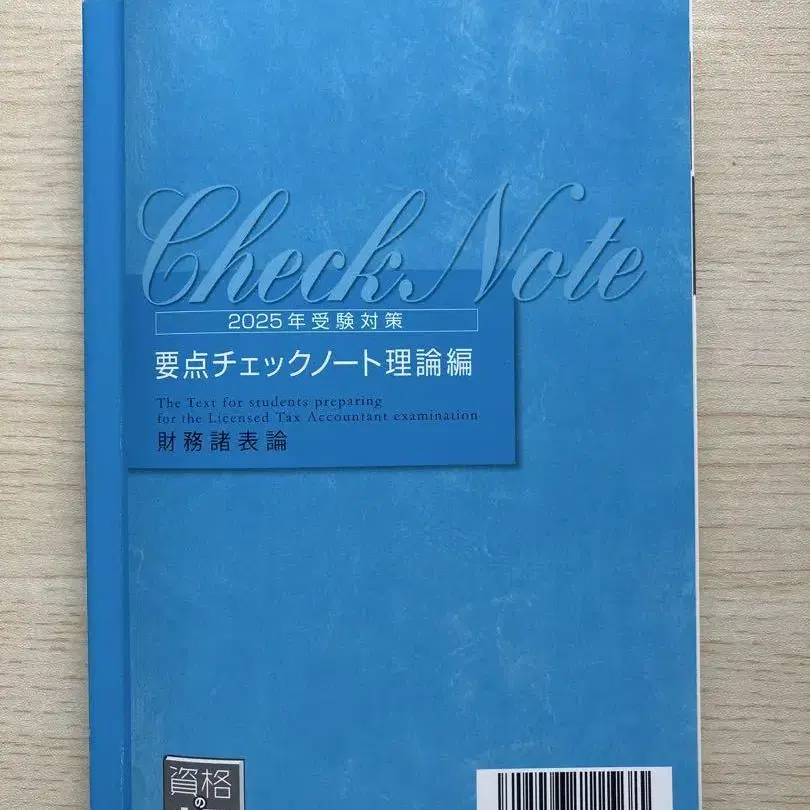 Check Note
2025年受験対策
要点チェックノート理論編
The Text for students preparing
for the Licensed Tax Accountant examination
財務諸表論
資格
の